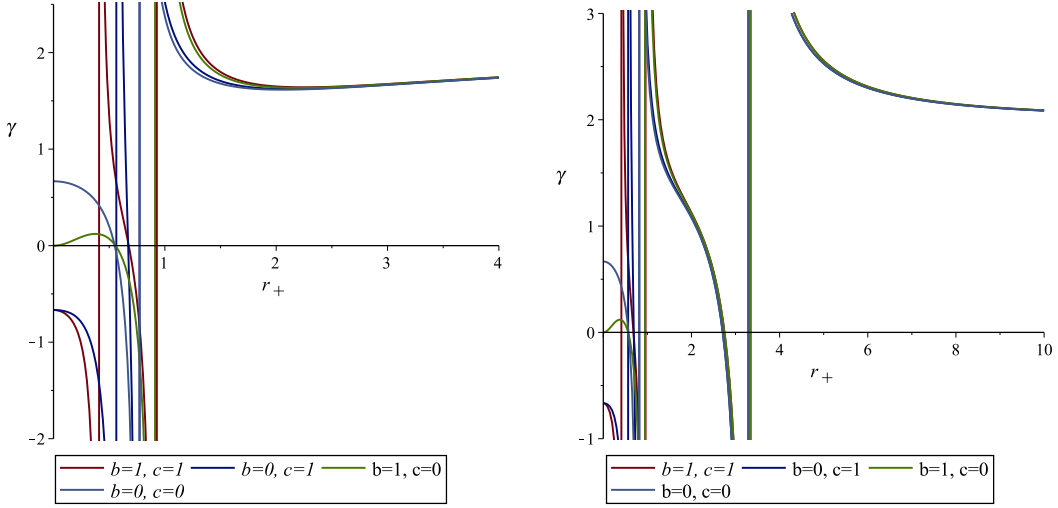 2
γ
1
0
1
2
3
4
r+
-1
-2
b=1, c=1 b=0, c=1 b=1, c=0
b=0, c=0
3
2
γ
1
0
2
4
6
8
10
r+
-1
b=1, c=1 b=0, c=1 b=1, c=0
b=0, c=0